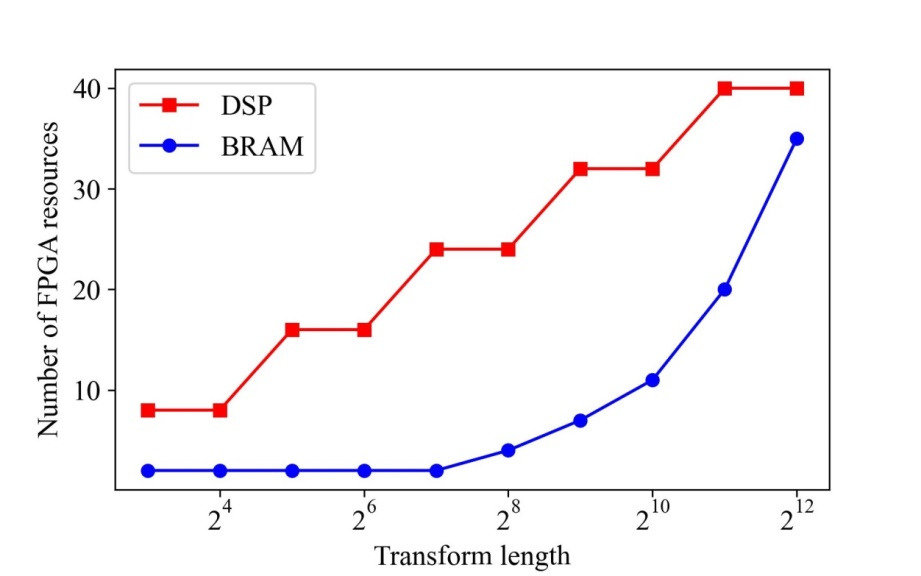 DSP
BRAM
Number of FPGA resources
40
30
20
10
2^4 2^6 2^8 2^10 2^12
Transform length